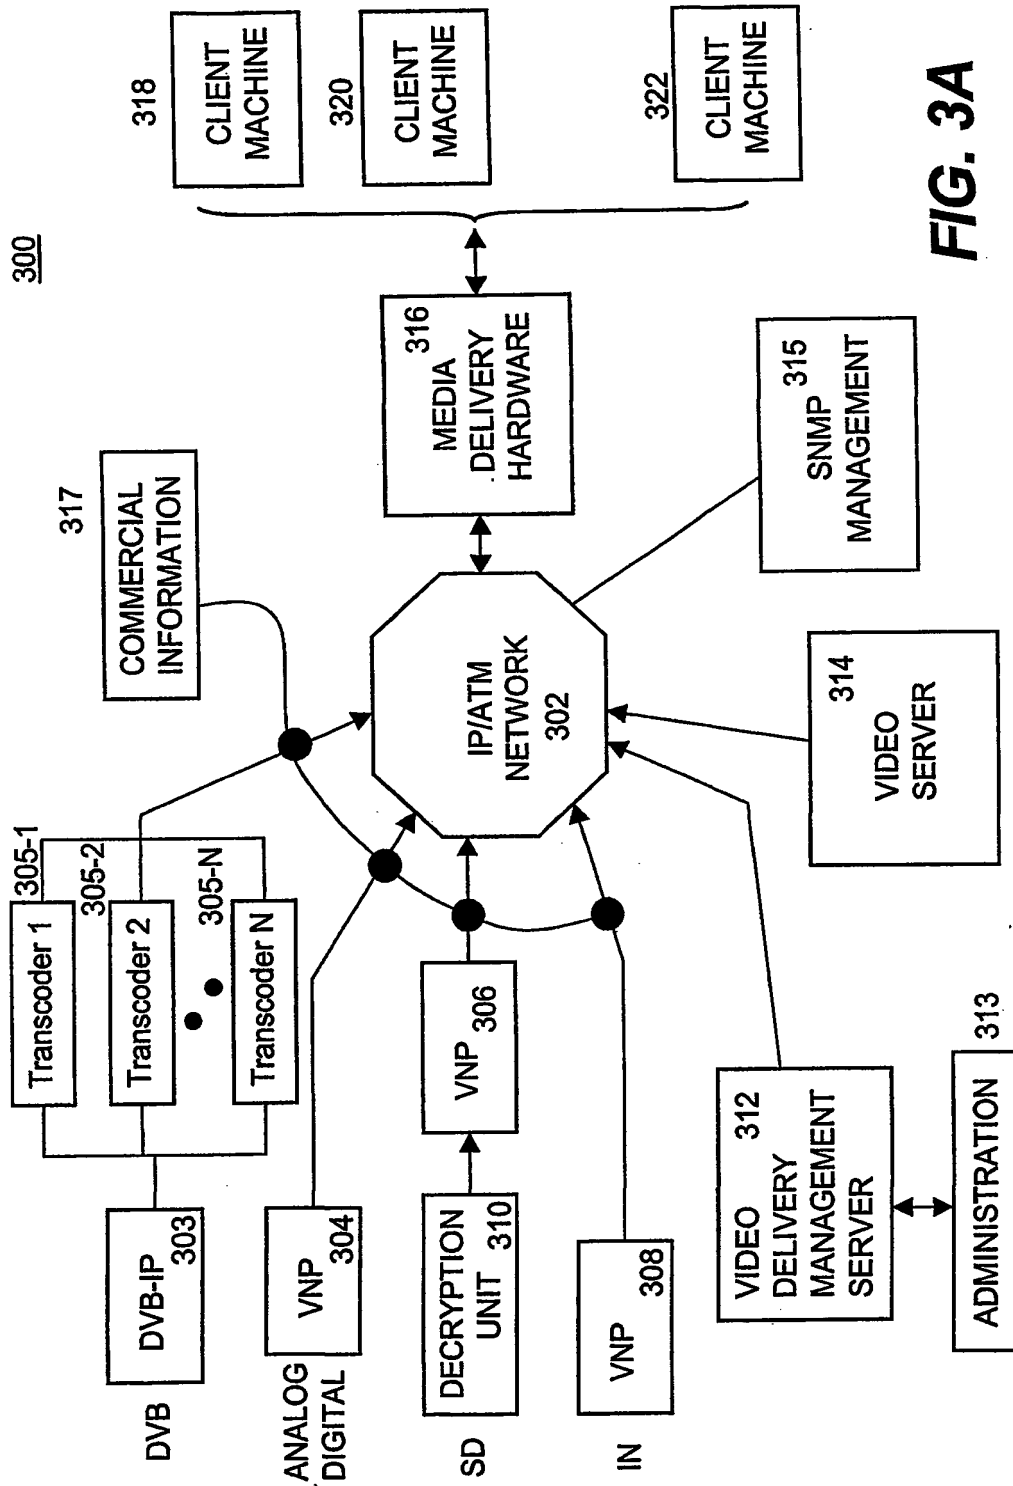 300
DVB
DVB-IP
303
Transcoder 1
305-1
Transcoder 2
305-2
Transcoder N
305-N
COMMERCIAL
INFORMATION
317
ANALOG
DIGITAL
VNP
304
SD
DECRYPTION
UNIT
310
VNP
306
IN
VNP
308
IP/ATM
NETWORK
302
316
MEDIA
DELIVERY
HARDWARE
318
CLIENT
MACHINE
320
CLIENT
MACHINE
322
CLIENT
MACHINE
VIDEO
312
DELIVERY
MANAGEMENT
SERVER
ADMINISTRATION
313
314
VIDEO
SERVER
315
SNMP
MANAGEMENT
FIG. 3A